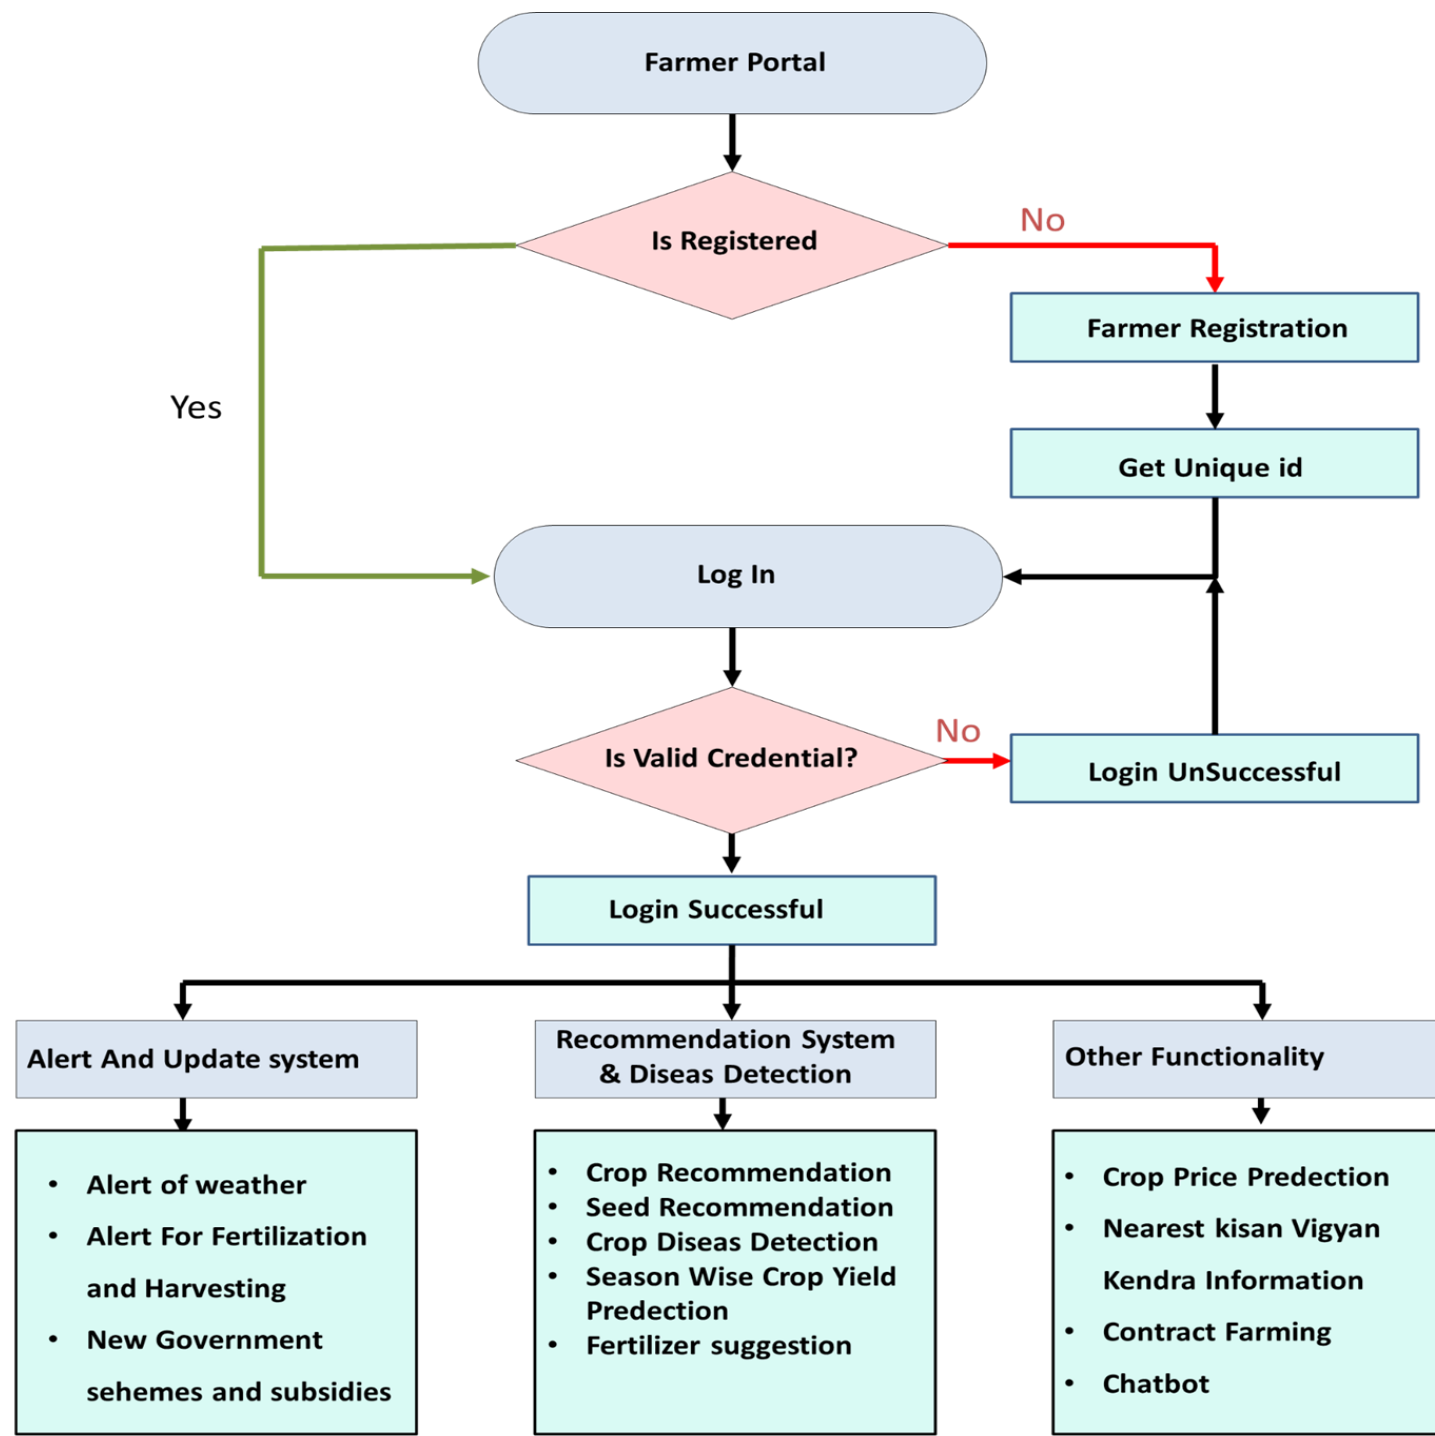 Farmer Portal
Is Registered
No
Farmer Registration
Yes
Get Unique id
Log In
Is Valid Credential?
No
Login UnSuccessful
Login Successful
Alert And Update system
• Alert of weather
• Alert For Fertilization
and Harvesting
• New Government
sehemes and subsidies
Recommendation System
& Diseas Detection
• Crop Recommendation
• Seed Recommendation
• Crop Diseas Detection
• Season Wise Crop Yield
Predection
• Fertilizer suggestion
Other Functionality
• Crop Price Predection
• Nearest kisan Vigyan
Kendra Information
• Contract Farming
• Chatbot